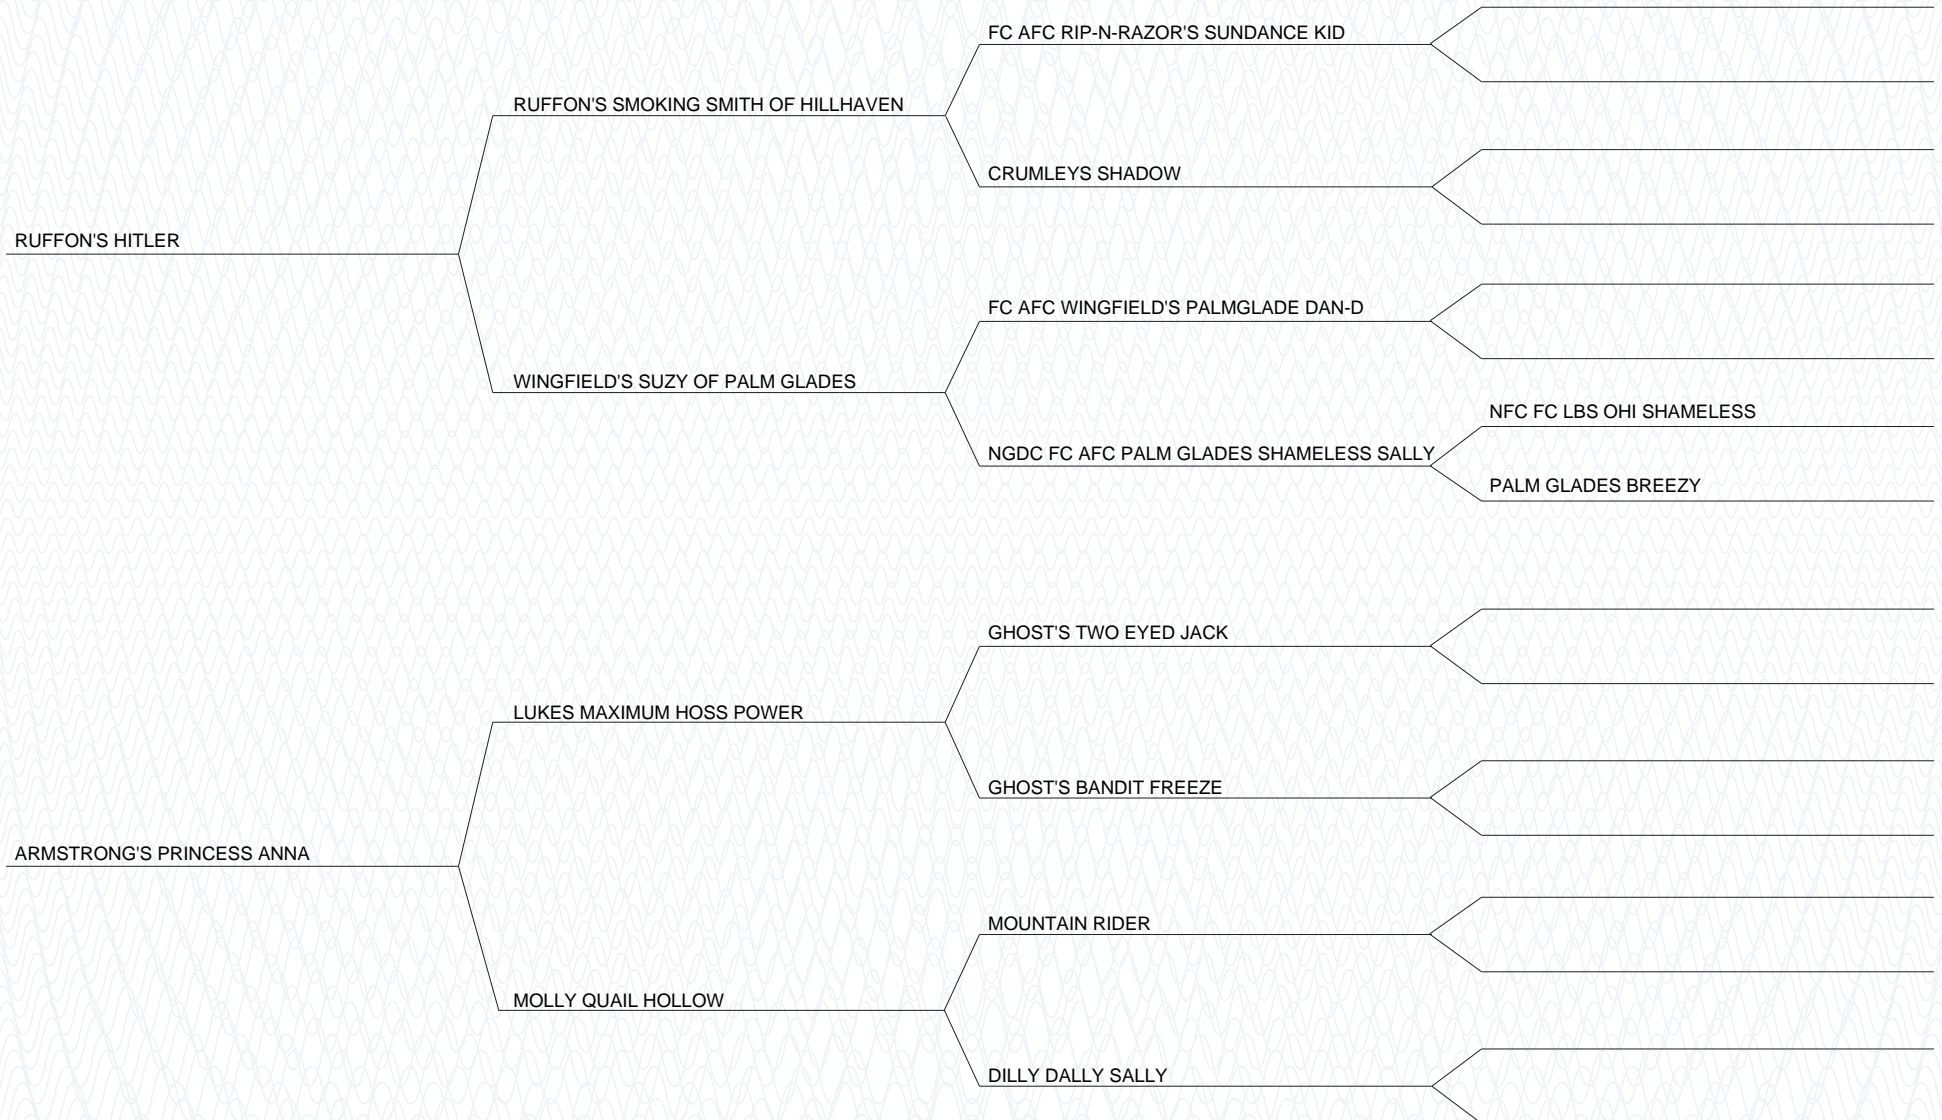 FC AFC RIP-N-RAZOR'S SUNDANCE KID
RUFFON'S SMOKING SMITH OF HILLHAVEN
CRUMLEYS SHADOW
RUFFON'S HITLER
FC AFC WINGFIELD'S PALMGLADE DAN-D
WINGFIELD'S SUZY OF PALM GLADES
NFC FC LBS OHI SHAMELESS
NGDC FC AFC PALM GLADES SHAMELESS SALLY
PALM GLADES BREEZY
GHOST'S TWO EYED JACK
LUKES MAXIMUM HOSS POWER
GHOST'S BANDIT FREEZE
ARMSTRONG'S PRINCESS ANNA
MOUNTAIN RIDER
MOLLY QUAIL HOLLOW
DILLY DALLY SALLY